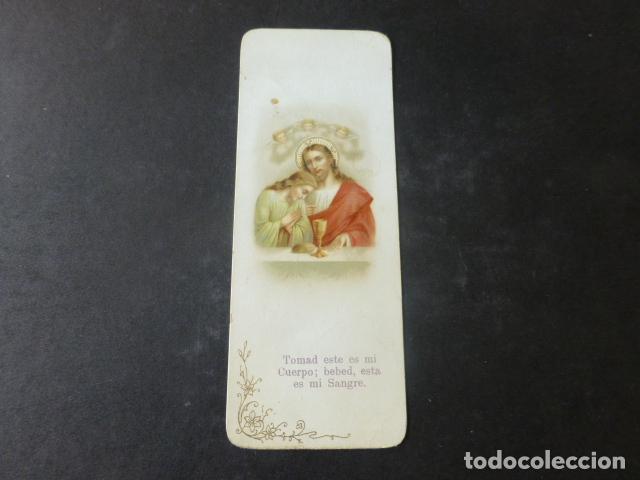 Tomad este es mi
Cuerpo; bebed, esta
es mi Sangre.
todocoleccion